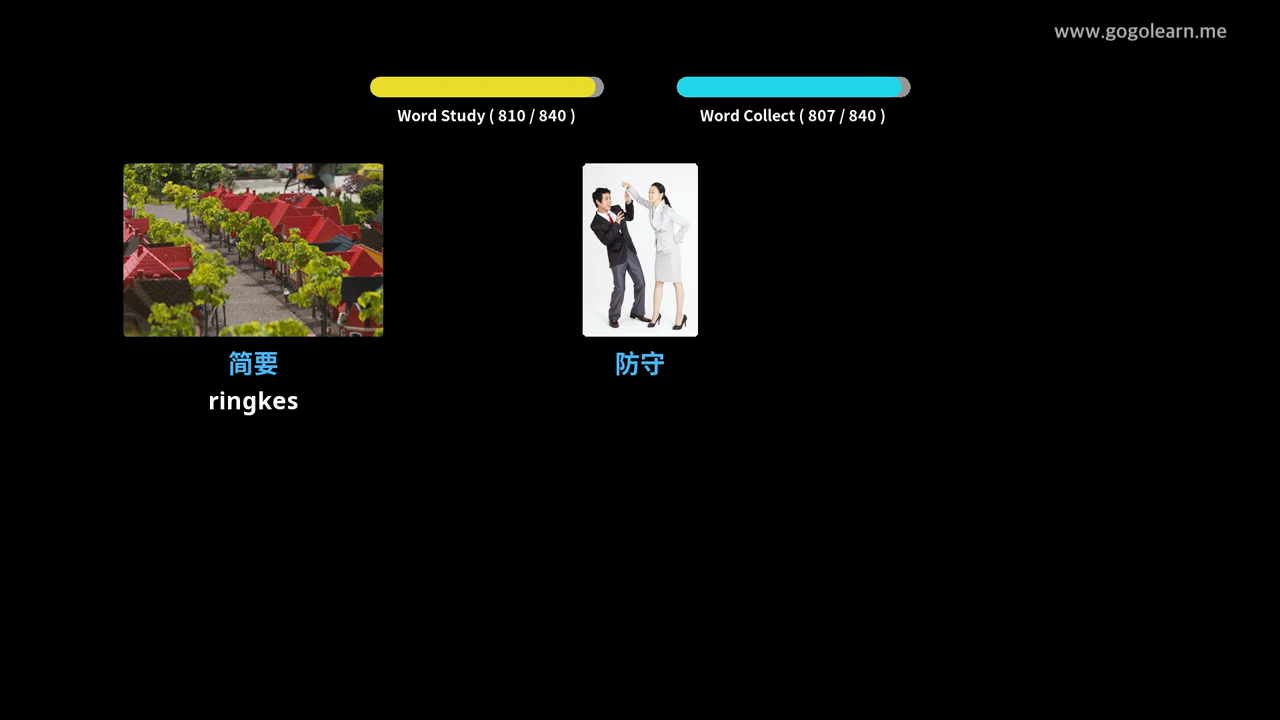 www.gogolearn.me
Word Study ( 810 / 840 )
Word Collect ( 807 / 840 )
简要
防守
ringkes